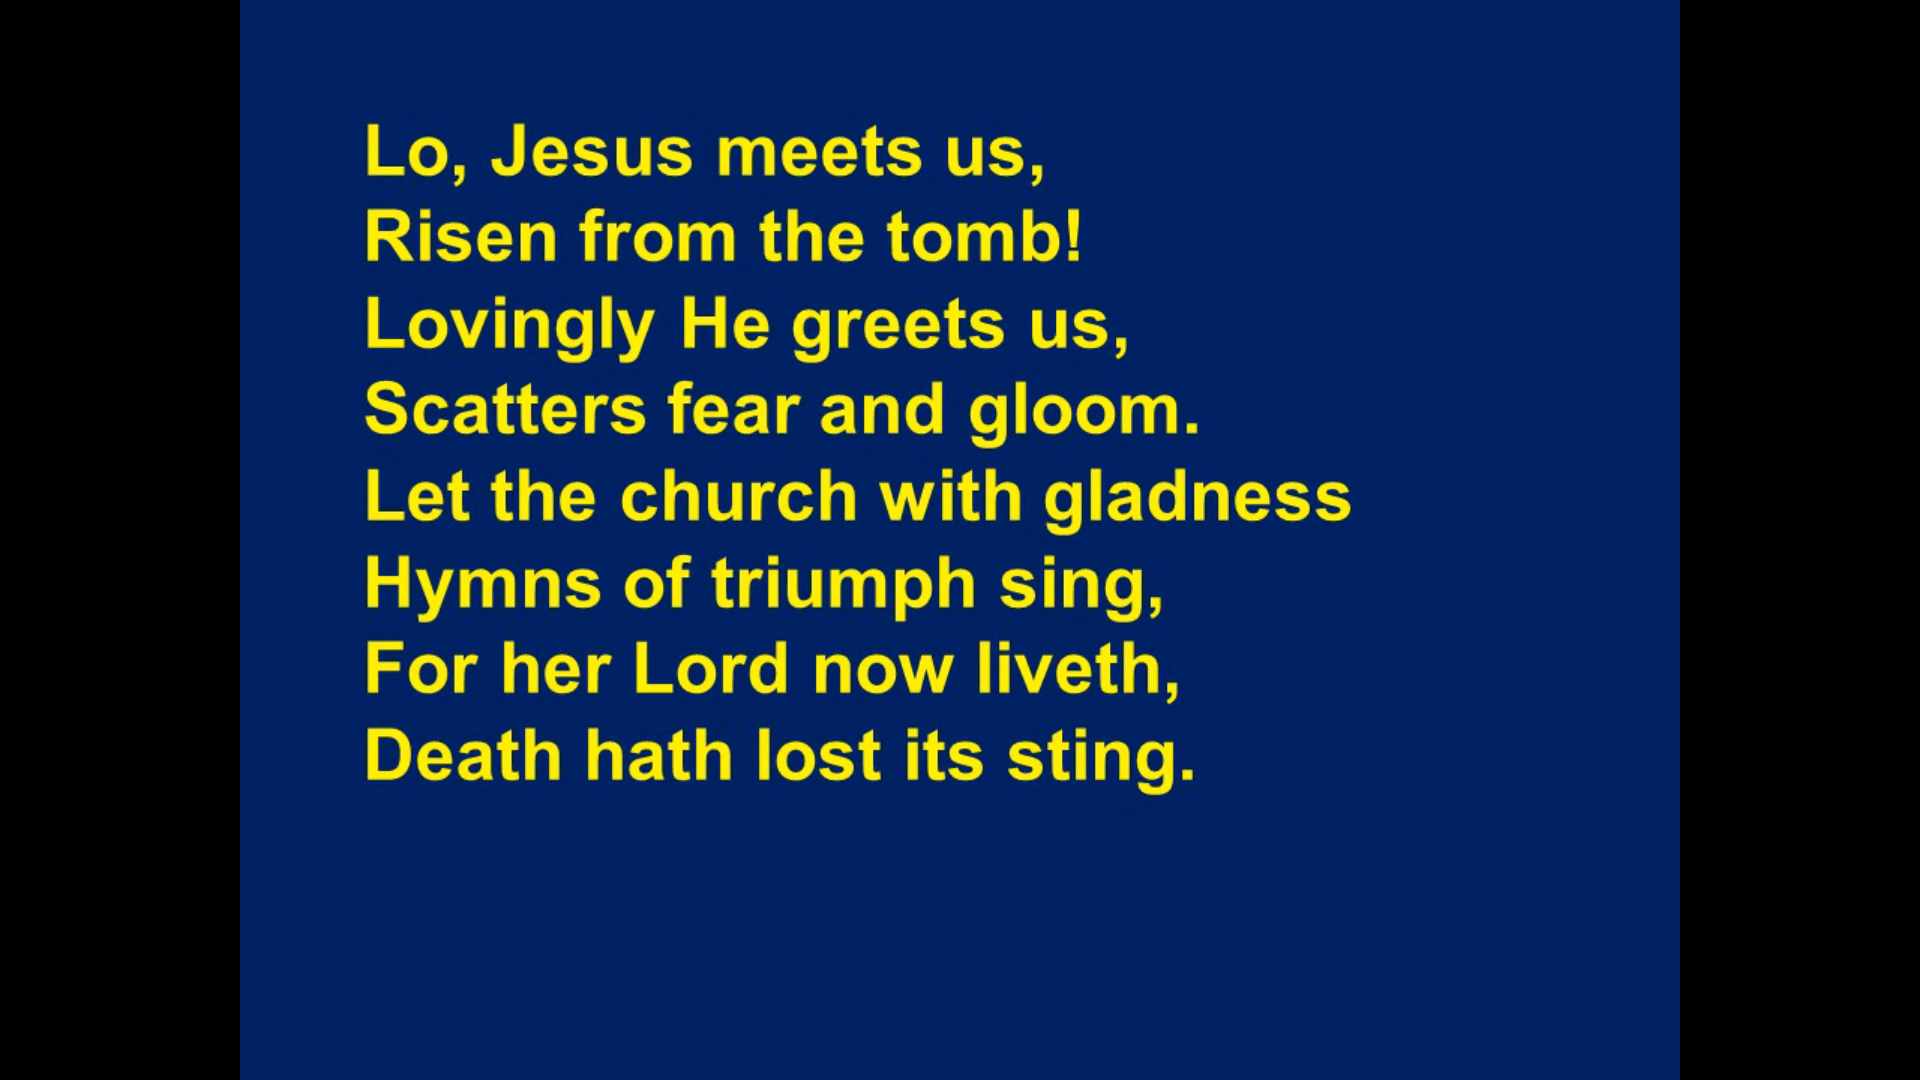 Lo, Jesus meets us,
Risen from the tomb!
Lovingly He greets us,
Scatters fear and gloom.
Let the church with gladness
Hymns of triumph sing,
For her Lord now liveth,
Death hath lost its sting.